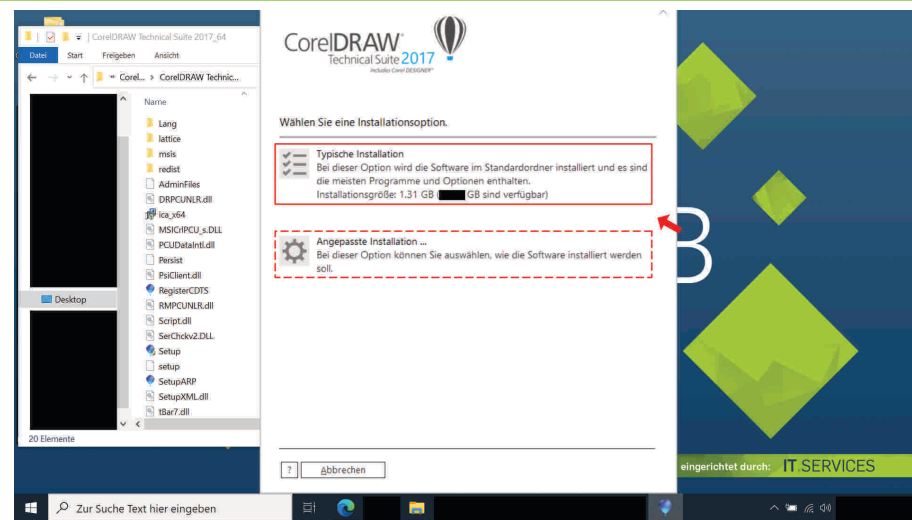 CorelDRAW Technical Suite 2017_64
Datei Start Freigeben Ansicht
Corel... CorelDRAW Technic...
Name
Lang
lattice
msis
redist
AdminFiles
DRPCUNLR.dll
ica_x64
MSICrlPCU_s.DLL
PCUDataIntl.dll
Persist
PsiClient.dll
RegisterCDTS
RMPCUNLR.dll
Script.dll
SerChckv2.DLL
Setup
setup
SetupARP
SetupXML.dll
tBar7.dll
Desktop
20 Elemente
CorelDRAW
Technical Suite 2017
Includes Corel DESIGNER
Wählen Sie eine Installationsoption.
Typische Installation
Bei dieser Option wird die Software im Standardordner installiert und es sind
die meisten Programme und Optionen enthalten.
Installationsgröße: 1.31 GB ( GB sind verfügbar)
Angepasste Installation ...
Bei dieser Option können Sie auswählen, wie die Software installiert werden
soll.
? Abbrechen
B
eingerichtet durch: IT.SERVICES
Zur Suche Text hier eingeben